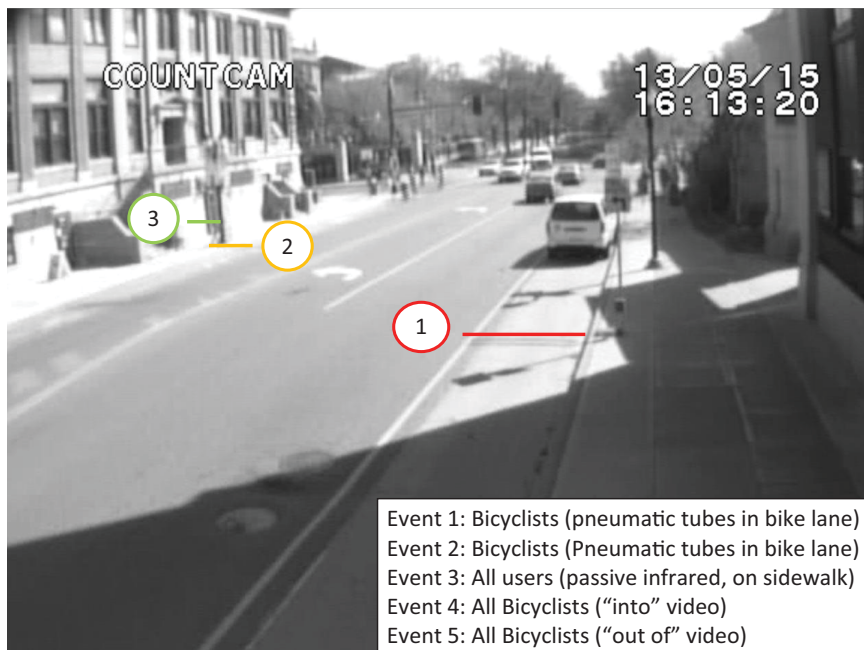 COUNTCAM
13/05/15
16:13:20
3
2
1
Event 1: Bicyclists (pneumatic tubes in bike lane)
Event 2: Bicyclists (Pneumatic tubes in bike lane)
Event 3: All users (passive infrared, on sidewalk)
Event 4: All Bicyclists (“into” video)
Event 5: All Bicyclists (“out of” video)